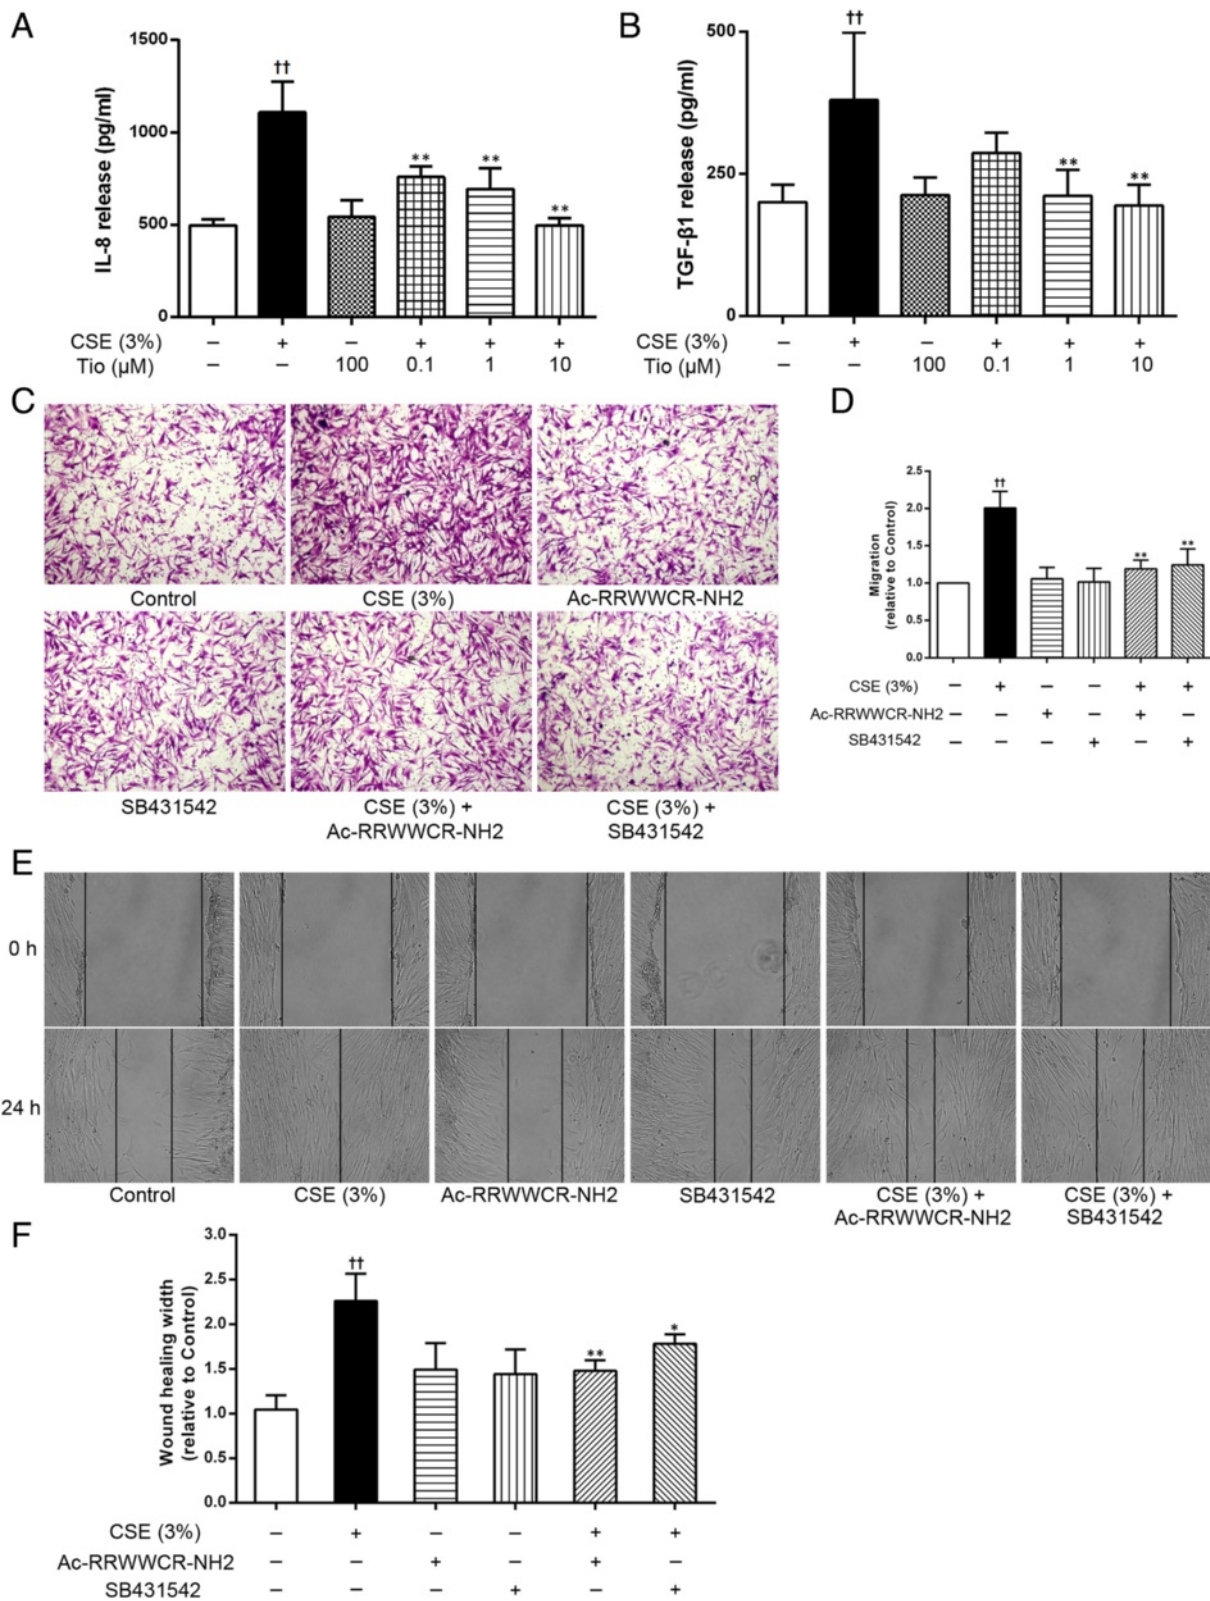 A
IL-8 release (pg/ml)
1500
1000
500
0
††
**
**
**
CSE (3%) – + – + + +
Tio (µM) – – 100 0.1 1 10
B
TGF-β1 release (pg/ml)
500
250
0
††
**
**
CSE (3%) – + – + + +
Tio (µM) – – 100 0.1 1 10
C
Control
CSE (3%)
Ac-RRWWCR-NH2
SB431542
CSE (3%) +
Ac-RRWWCR-NH2
CSE (3%) +
SB431542
D
Migration
(relative to Control)
2.5
2.0
1.5
1.0
0.5
0.0
††
**
**
CSE (3%) – + – – + +
Ac-RRWWCR-NH2 – – + – + –
SB431542 – – – + – +
E
0 h
24 h
Control
CSE (3%)
Ac-RRWWCR-NH2
SB431542
CSE (3%) +
Ac-RRWWCR-NH2
CSE (3%) +
SB431542
F
Wound healing width
(relative to Control)
3.0
2.5
2.0
1.5
1.0
0.5
0.0
††
**
*
CSE (3%) – + – – + +
Ac-RRWWCR-NH2 – – + – + –
SB431542 – – – + – +